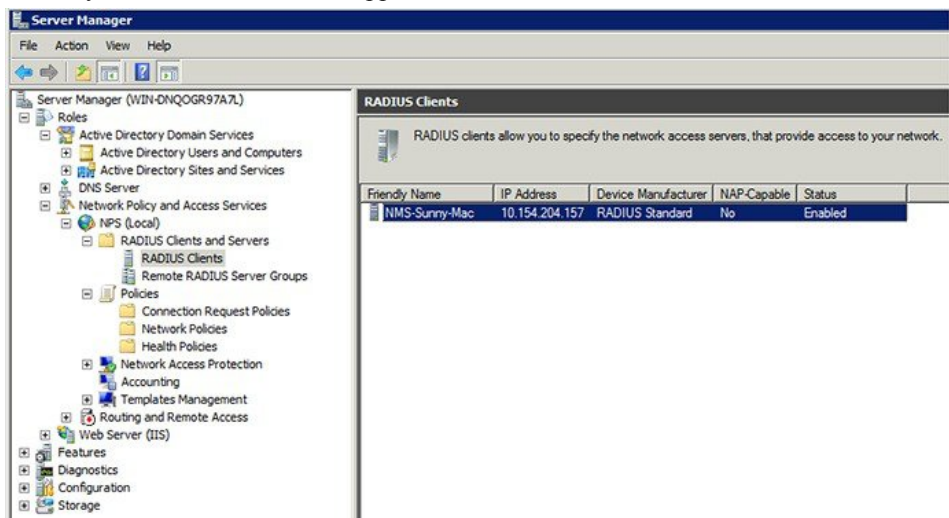 Server Manager
File Action View Help
Server Manager (WIN-DNQOGR97A7L)
Roles
Active Directory Domain Services
Active Directory Users and Computers
Active Directory Sites and Services
DNS Server
Network Policy and Access Services
NPS (Local)
RADIUS Clients and Servers
RADIUS Clients
Remote RADIUS Server Groups
Policies
Connection Request Policies
Network Policies
Health Policies
Network Access Protection
Accounting
Templates Management
Routing and Remote Access
Web Server (IIS)
Features
Diagnostics
Configuration
Storage
RADIUS Clients
RADIUS clients allow you to specify the network access servers, that provide access to your network.
Friendly Name IP Address Device Manufacturer NAP-Capable Status
NMS-Sunny-Mac 10.154.204.157 RADIUS Standard No Enabled